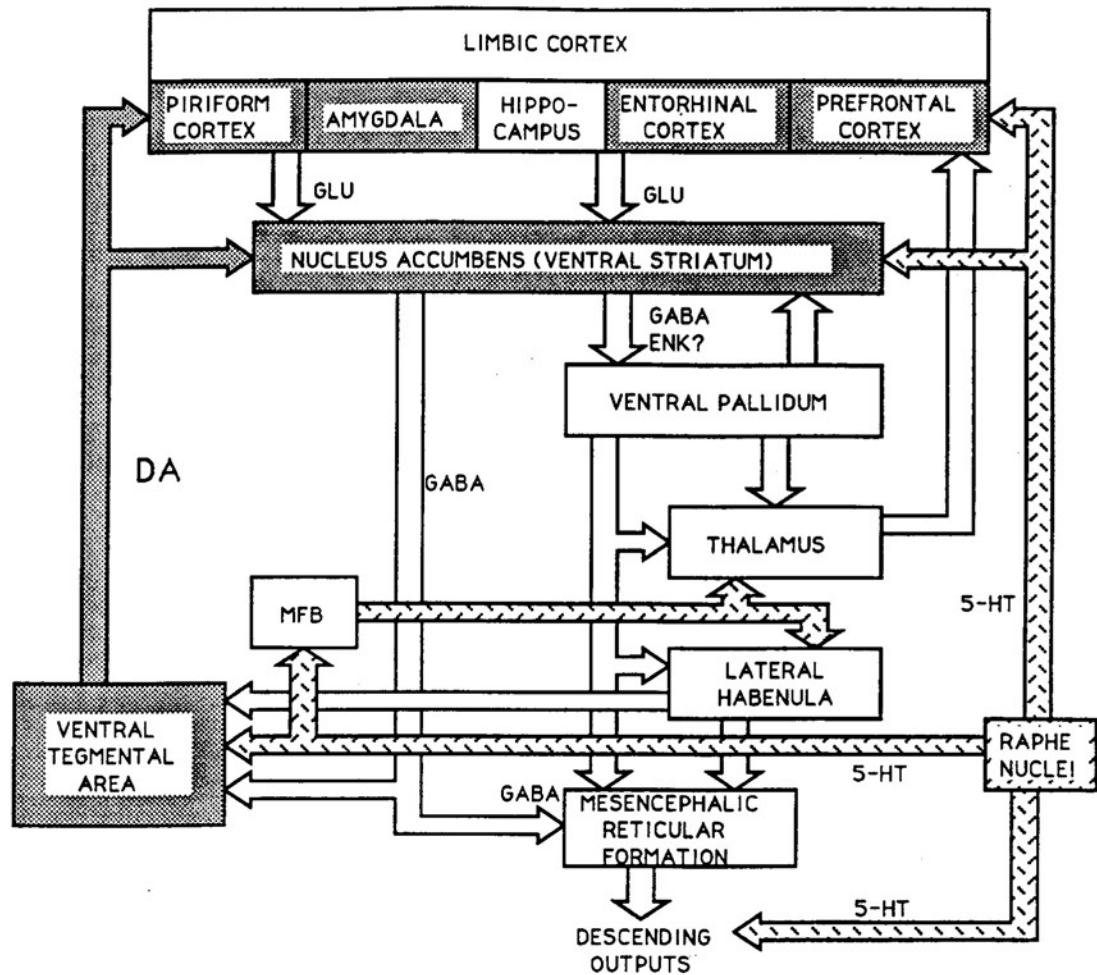 LIMBIC CORTEX
PIRIFORM
CORTEX
AMYGDALA
HIPPO-
CAMPUS
ENTORHINAL
CORTEX
PREFRONTAL
CORTEX
GLU
GLU
NUCLEUS ACCUMBENS (VENTRAL STRIATUM)
GABA
ENK?
VENTRAL PALLIDUM
DA
GABA
THALAMUS
MFB
5-HT
LATERAL
HABENULA
VENTRAL
TEGMENTAL
AREA
RAPHE
NUCLEI
5-HT
GABA
MESENCEPHALIC
RETICULAR
FORMATION
5-HT
DESCENDING
OUTPUTS